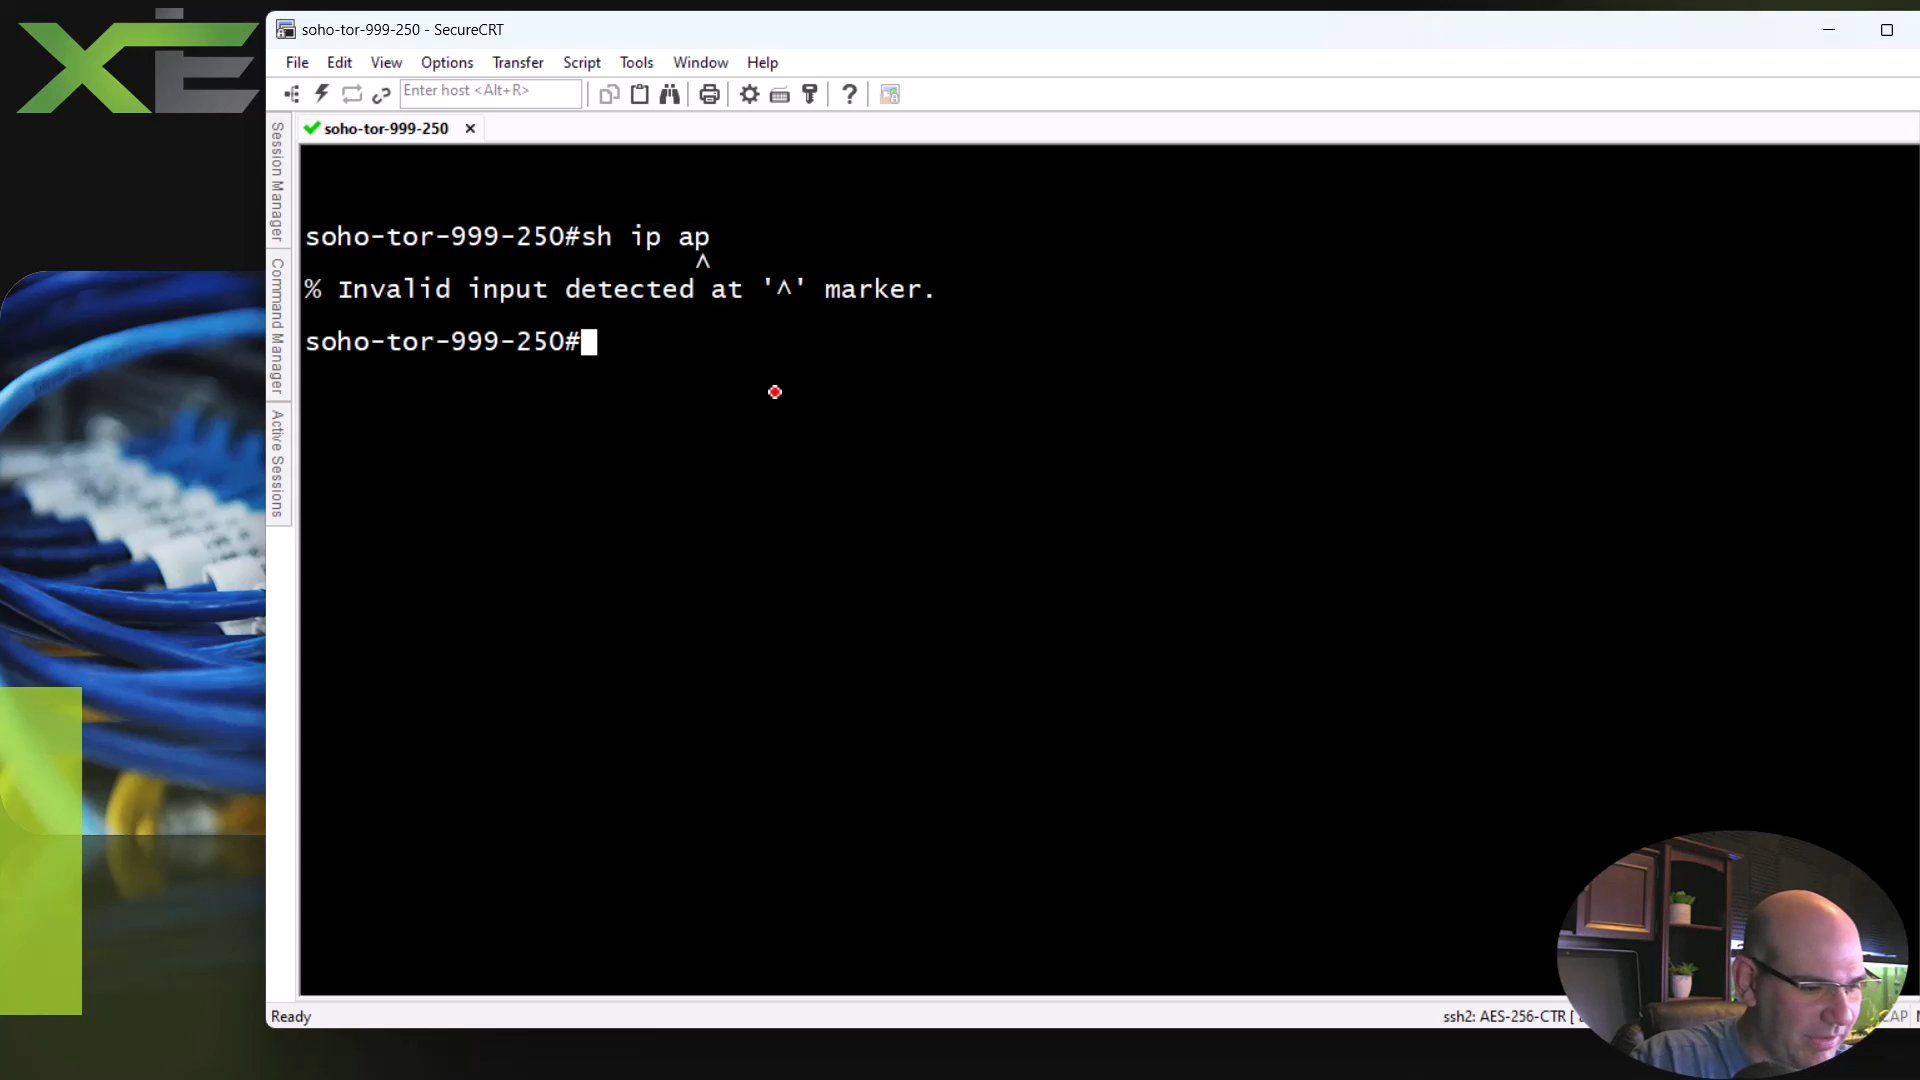 XIE
soho-tor-999-250 - SecureCRT
File Edit View Options Transfer Script Tools Window Help
Enter host <Alt+R>
Session Manager
Command Manager
Active Sessions
soho-tor-999-250
soho-tor-999-250#sh ip ap
^
% Invalid input detected at '^' marker.
soho-tor-999-250#
Ready
ssh2: AES-256-CTR [
CAP